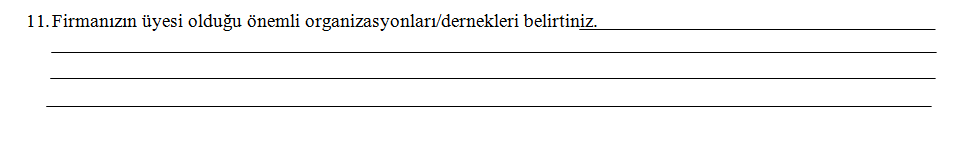 11. Firmanızın üyesi olduğu önemli organizasyonları/dernekleri belirtiniz.